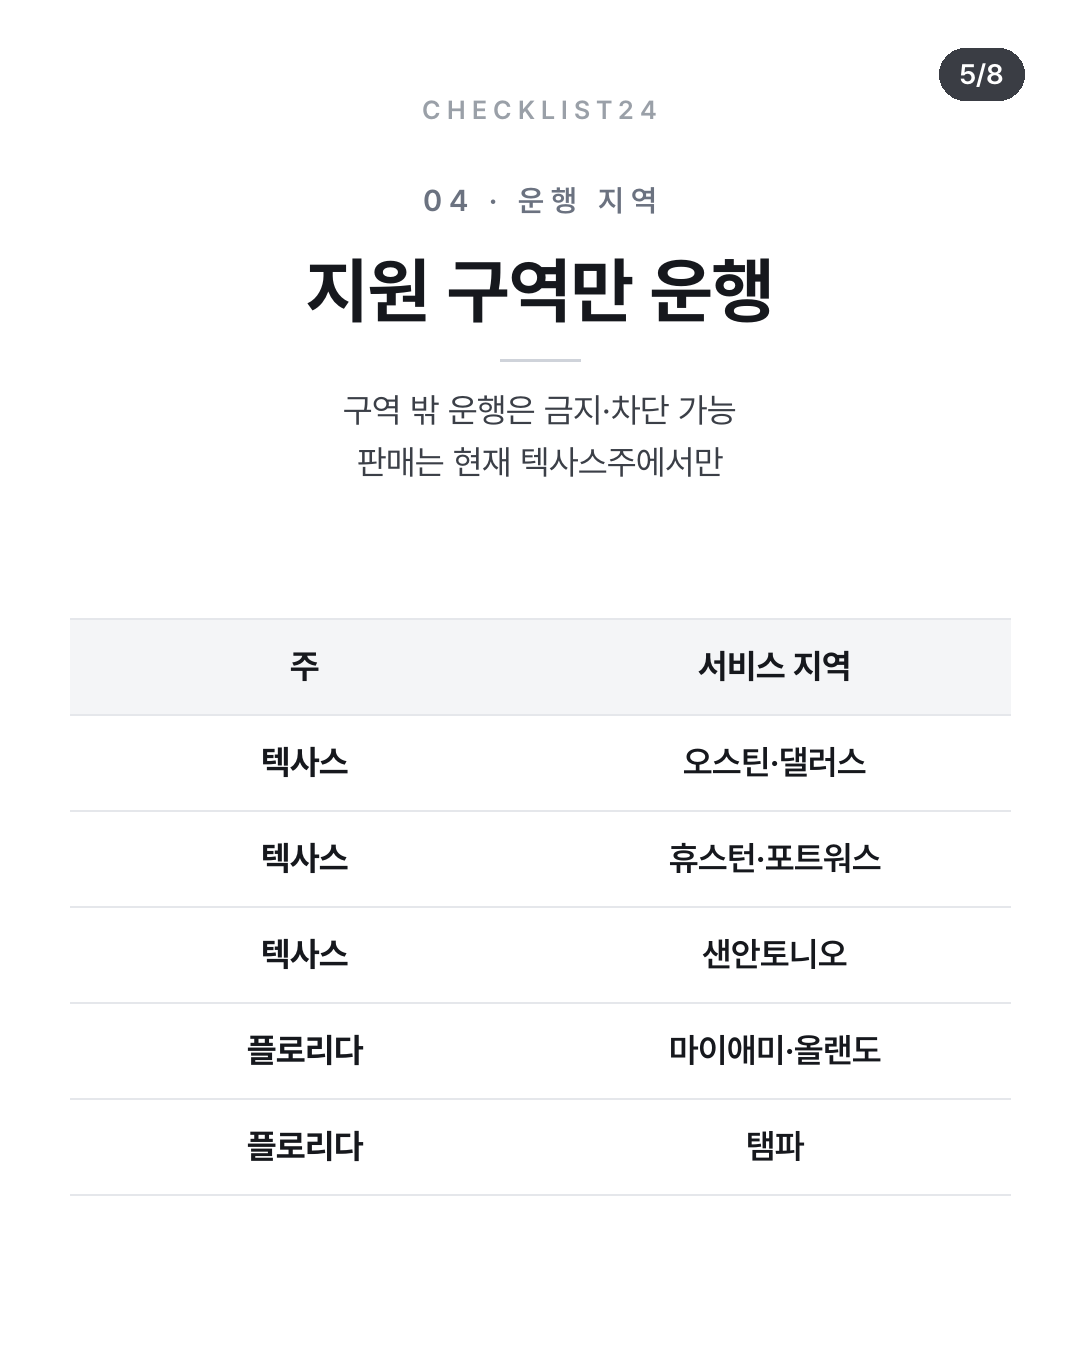 5/8
CHECKLIST24
04 · 운행 지역
지원 구역만 운행
구역 밖 운행은 금지·차단 가능
판매는 현재 텍사스주에서만
주 서비스 지역
텍사스 오스틴·댈러스
텍사스 휴스턴·포트워스
텍사스 샌안토니오
플로리다 마이애미·올랜도
플로리다 탬파